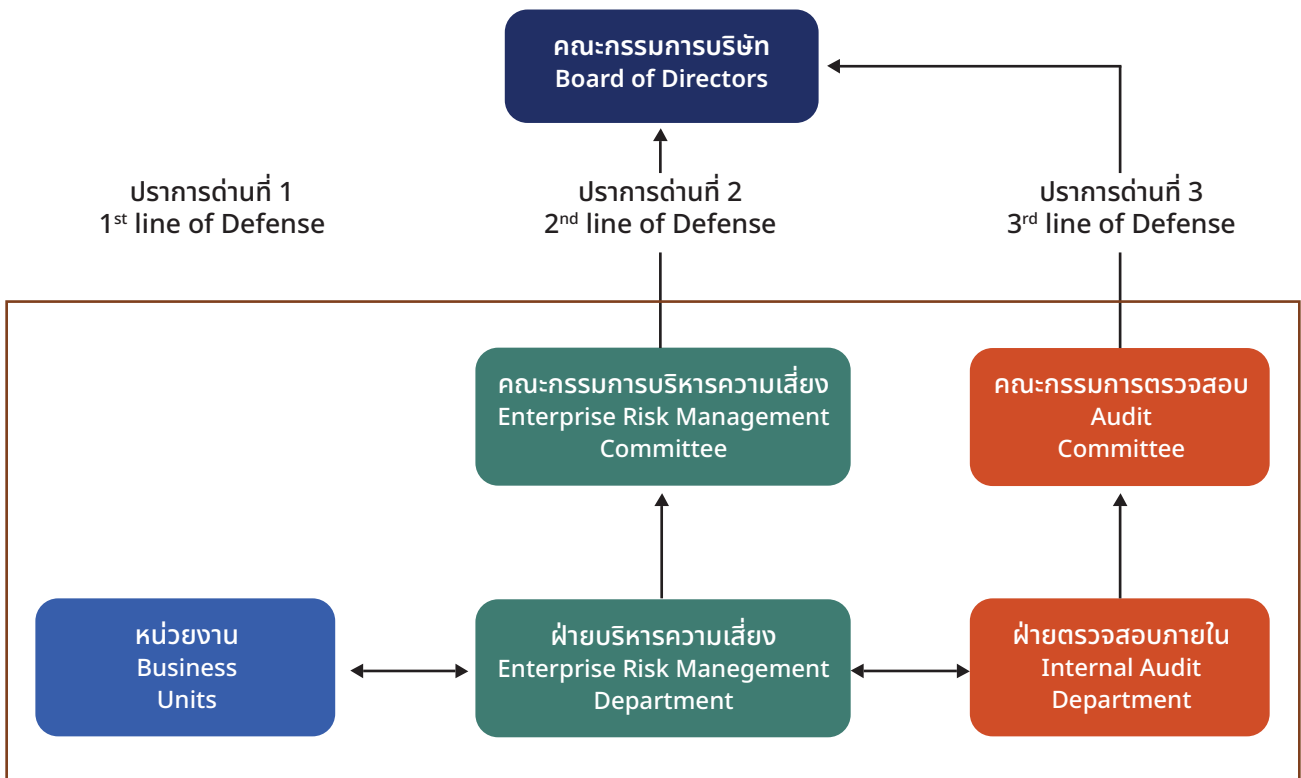 คณะกรรมการบริษัท
Board of Directors
ปราการด่านที่ 1
1st line of Defense
ปราการด่านที่ 2
2nd line of Defense
ปราการด่านที่ 3
3rd line of Defense
คณะกรรมการบริหารความเสี่ยง
Enterprise Risk Management
Committee
คณะกรรมการตรวจสอบ
Audit
Committee
หน่วยงาน
Business
Units
ฝ่ายบริหารความเสี่ยง
Enterprise Risk Manegement
Department
ฝ่ายตรวจสอบภายใน
Internal Audit
Department